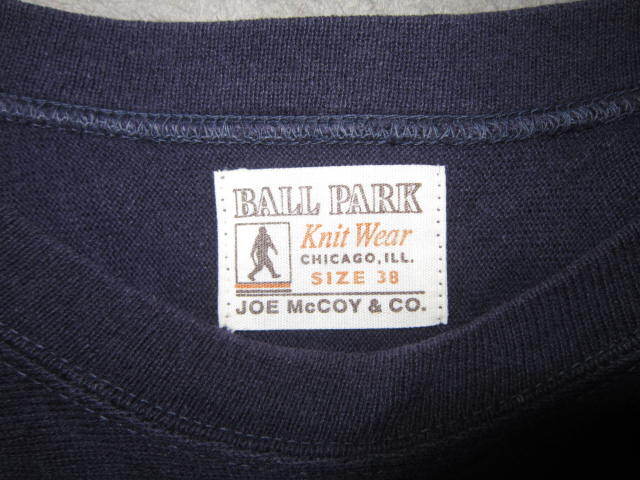 BALL PARK
Knit Wear
CHICAGO, ILL.
SIZE 38
JOE McCOY & CO.